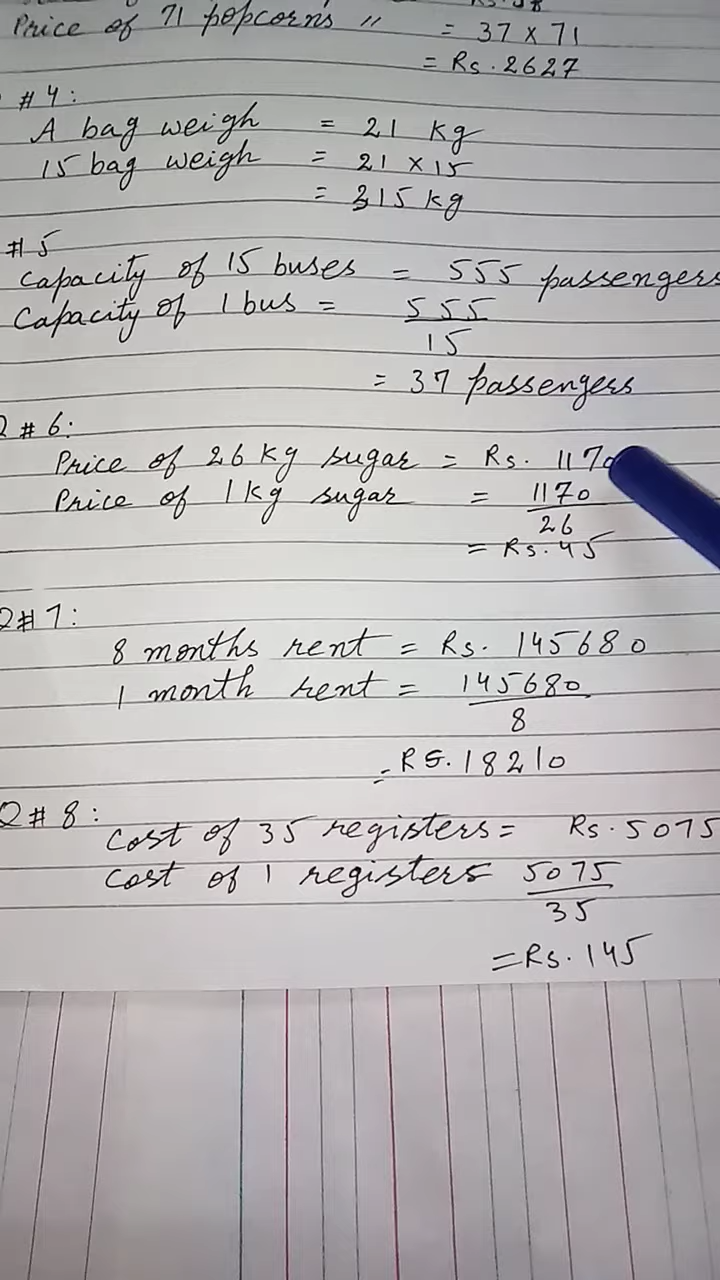 Price of 71 popcorns " = 37 x 71
= Rs. 2627
#4:
A bag weigh = 21 kg
15 bag weigh = 21 x 15
= 315 kg
#5
Capacity of 15 buses = 555 passengers
Capacity of 1 bus = 555
15
= 37 passengers
Q # 6:
Price of 26 kg sugar = Rs. 1170
Price of 1 kg sugar = 1170
26
= Rs. 45
Q # 7:
8 months rent = Rs. 145680
1 month rent = 145680
8
= RS. 18210
Q # 8:
Cost of 35 registers = Rs. 5075
Cost of 1 registers = 5075
35
= Rs. 145